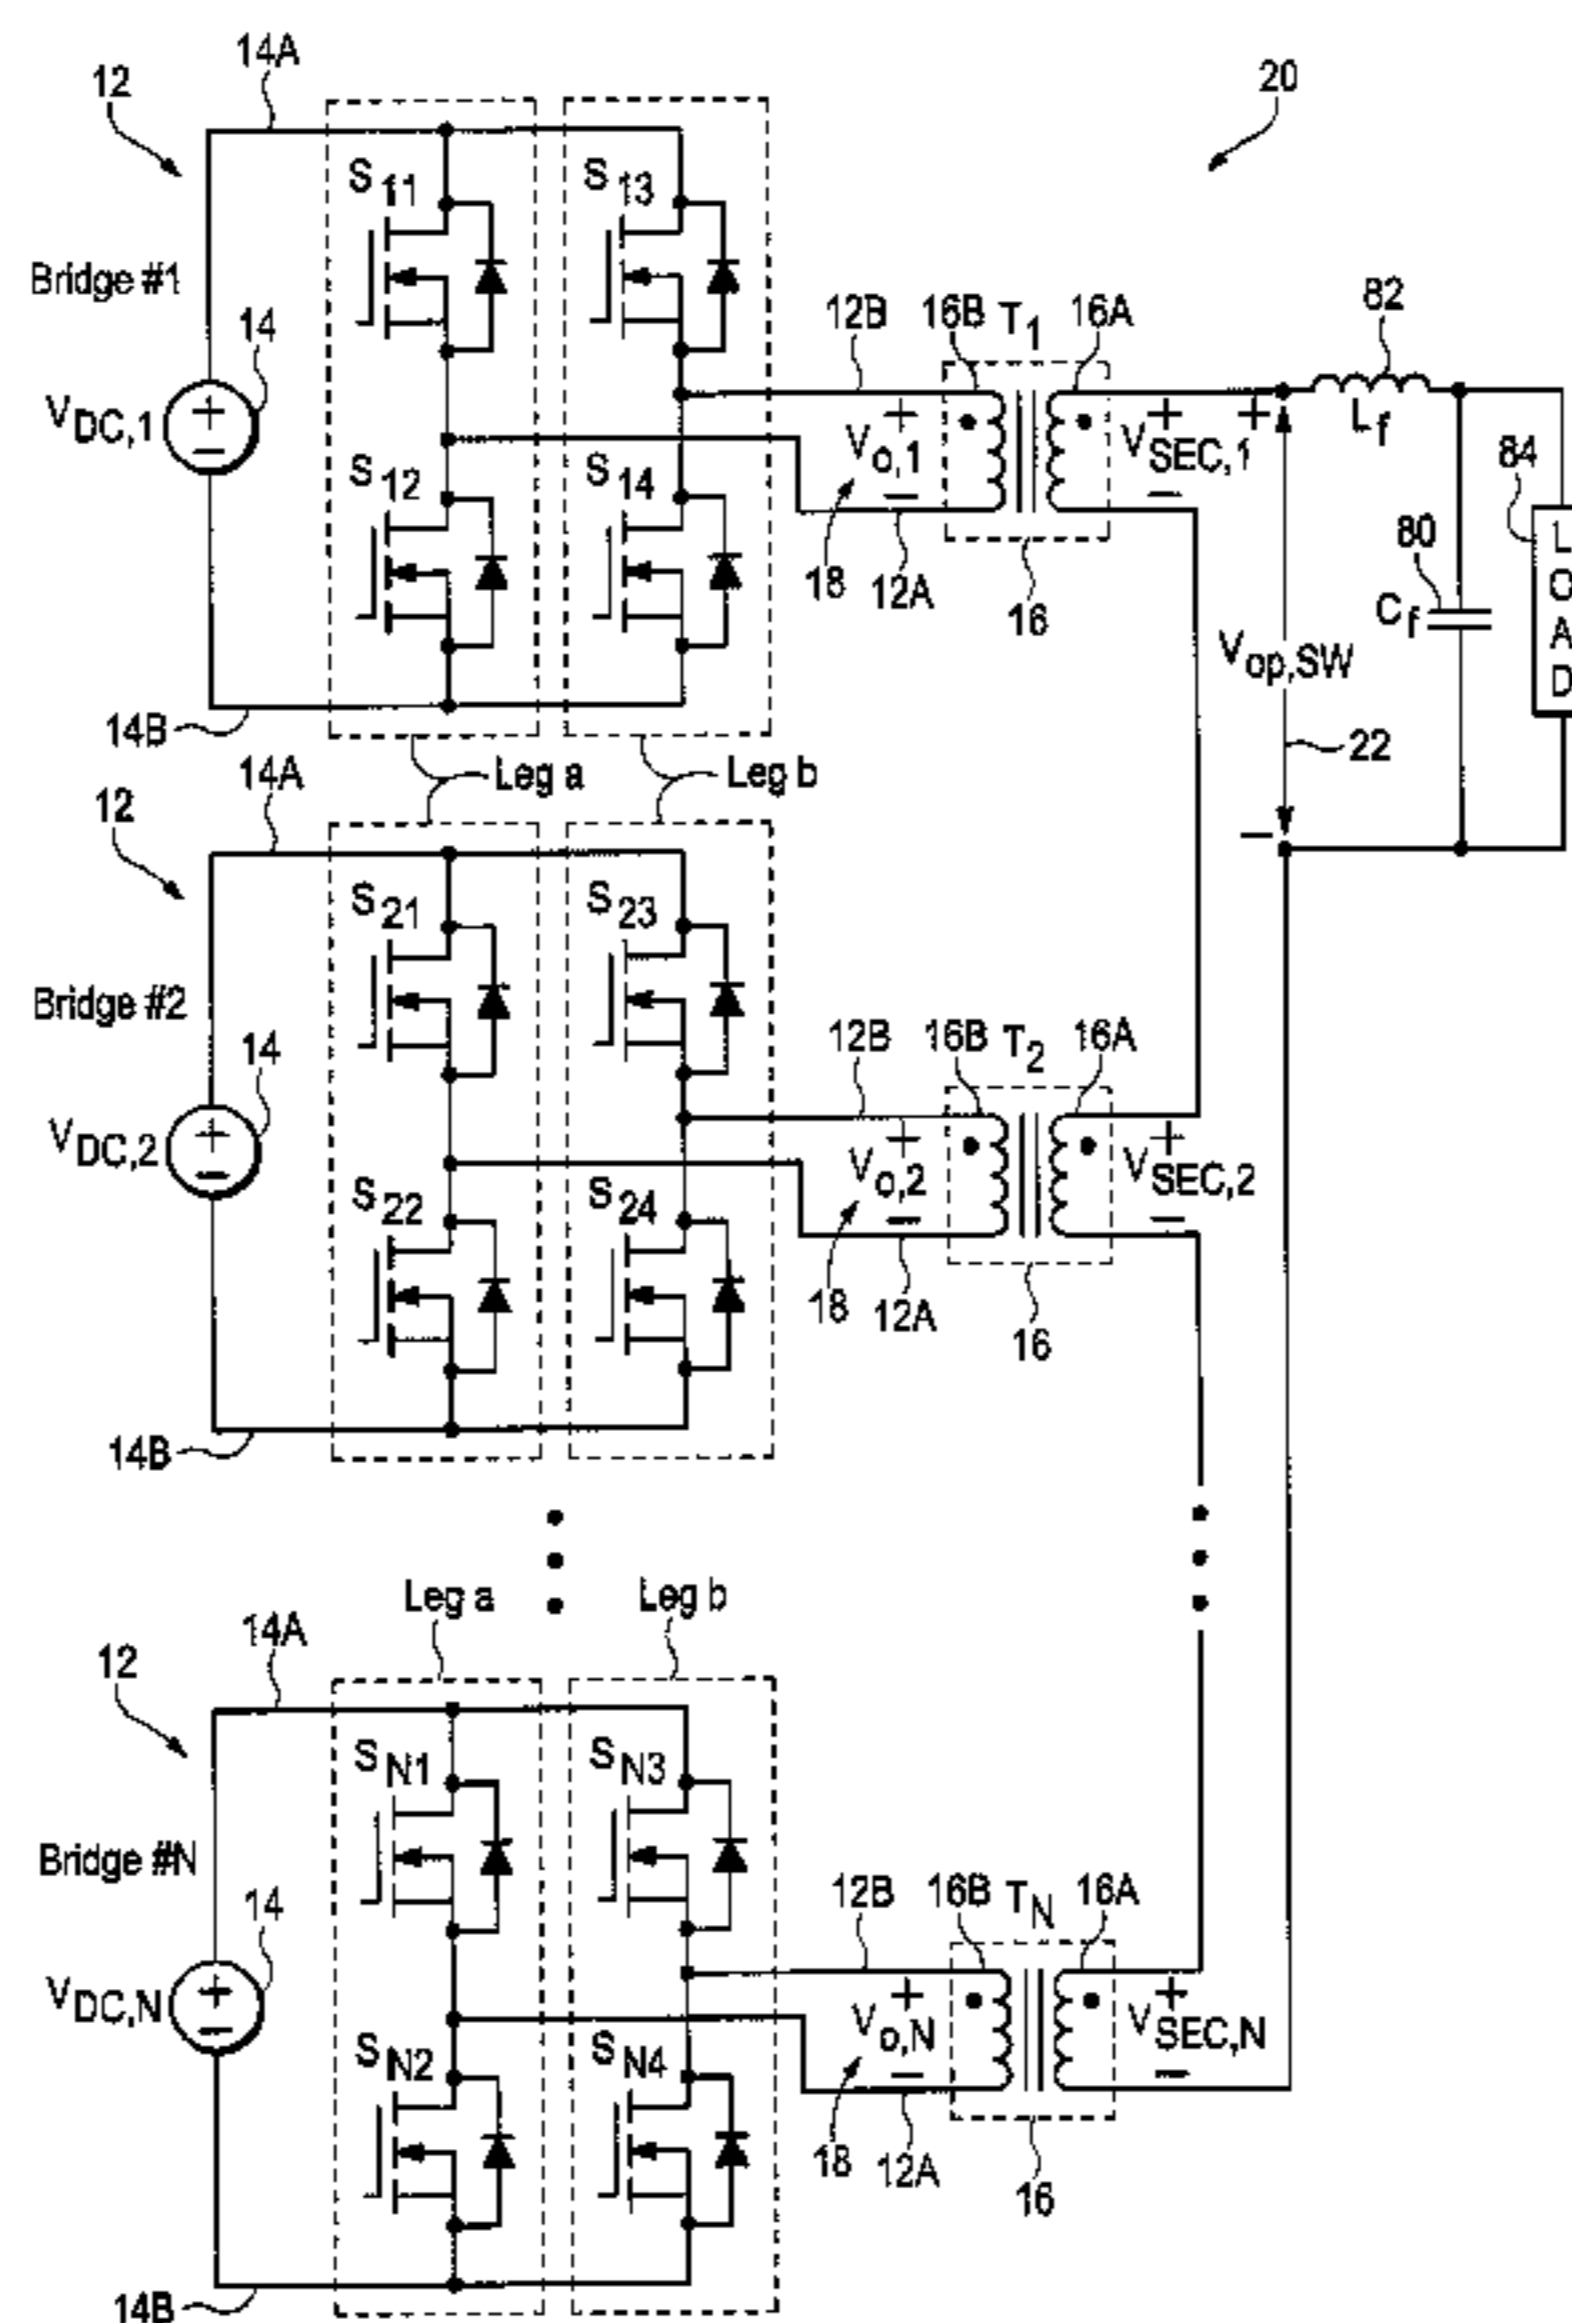 14A
12
20
S11
S13
Bridge #1
14
VDC,1
12B
16B
T1
16A
82
+
−
Vo,1
+
−
VSEC,1
+
−
+
Lf
84
S12
S14
18
12A
16
80
Cf
LOAD
Vop,SW
22
−
14B
Leg a
Leg b
14A
12
S21
S23
Bridge #2
14
VDC,2
+
−
12B
16B
T2
16A
Vo,2
+
−
VSEC,2
+
−
S22
S24
18
12A
16
14B
Leg a
Leg b
14A
12
SN1
SN3
Bridge #N
14
VDC,N
+
−
12B
16B
TN
16A
Vo,N
+
−
VSEC,N
+
−
SN2
SN4
18
12A
16
14B